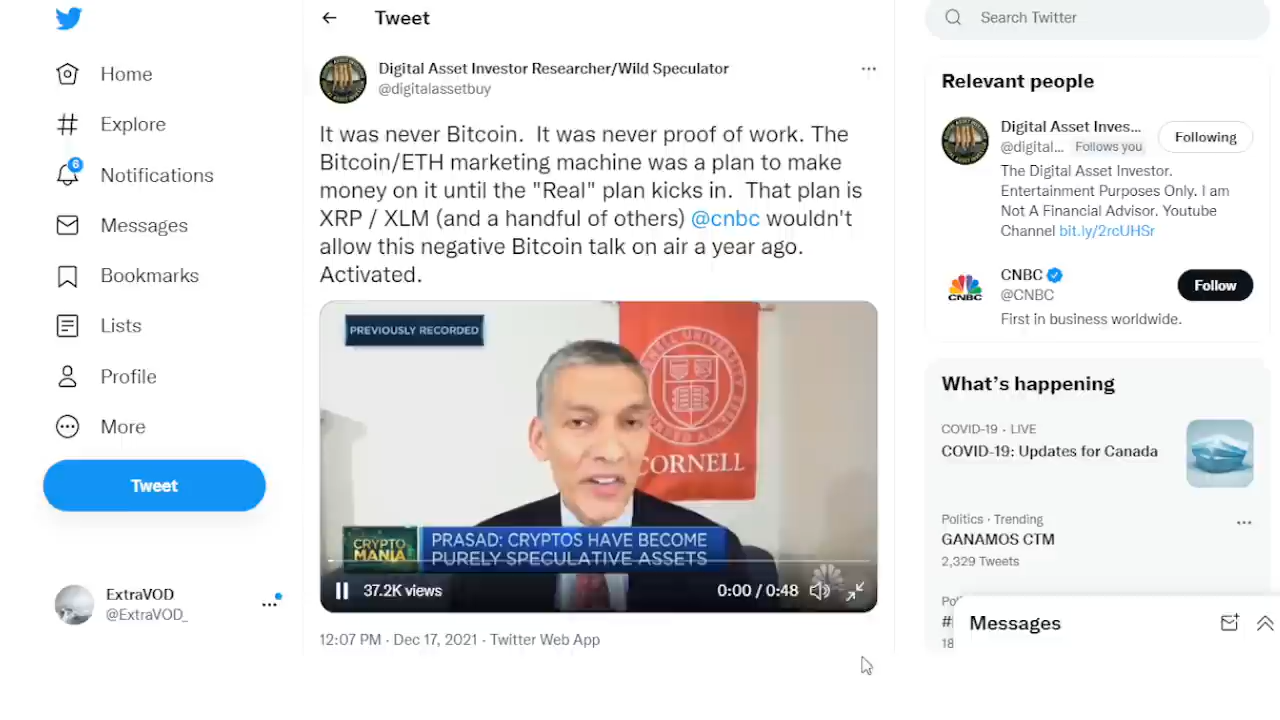 Home
Explore
6
Notifications
Messages
Bookmarks
Lists
Profile
More
Tweet
ExtraVOD
@ExtraVOD_
Tweet
Digital Asset Investor Researcher/Wild Speculator
@digitalassetbuy
It was never Bitcoin. It was never proof of work. The
Bitcoin/ETH marketing machine was a plan to make
money on it until the "Real" plan kicks in. That plan is
XRP / XLM (and a handful of others) @cnbc wouldn't
allow this negative Bitcoin talk on air a year ago.
Activated.
PREVIOUSLY RECORDED
CORNELL UNIVERSITY
CORNELL
CRYPTO
MANIA
PRASAD: CRYPTOS HAVE BECOME
PURELY SPECULATIVE ASSETS
37.2K views
0:00 / 0:48
12:07 PM · Dec 17, 2021 · Twitter Web App
Search Twitter
Relevant people
Digital Asset Inves...
@digital... Follows you
Following
The Digital Asset Investor.
Entertainment Purposes Only. I am
Not A Financial Advisor. Youtube
Channel bit.ly/2rcUHSr
CNBC
CNBC
@CNBC
Follow
First in business worldwide.
What's happening
COVID-19 · LIVE
COVID-19: Updates for Canada
Politics · Trending
GANAMOS CTM
2,329 Tweets
Messages